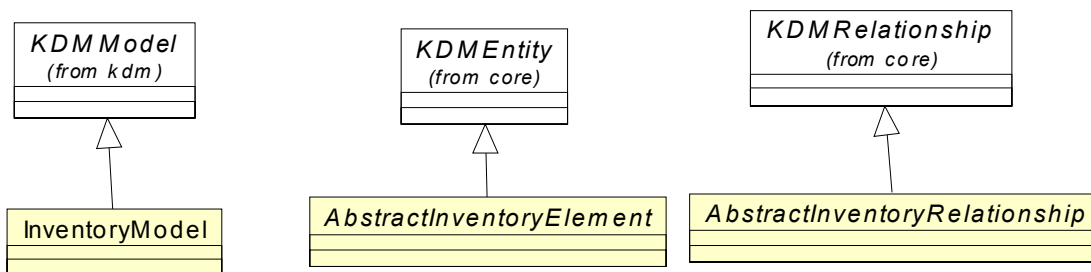 KDMModel
(from kdm)
KDMEntity
(from core)
KDMRelationship
(from core)
InventoryModel
AbstractInventoryElement
AbstractInventoryRelationship